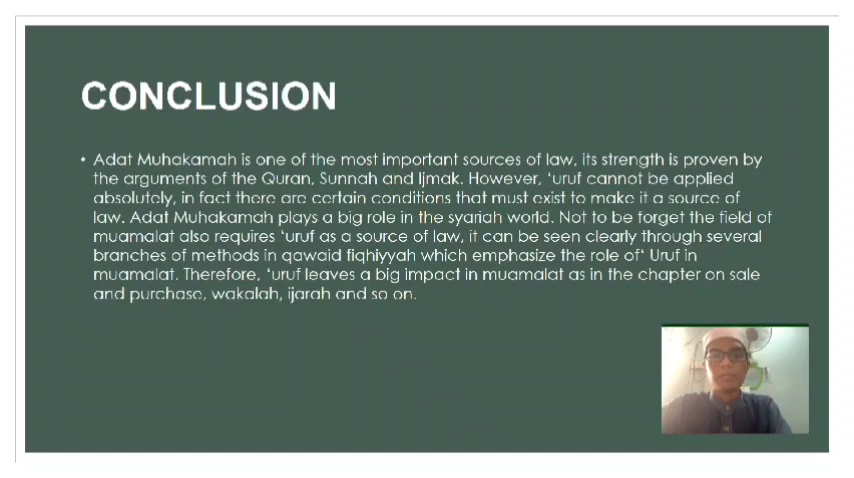 CONCLUSION
• Adat Muhakamah is one of the most important sources of law, its strength is proven by
the arguments of the Quran, Sunnah and Ijmak. However, ‘uruf cannot be applied
absolutely, in fact there are certain conditions that must exist to make it a source of
law. Adat Muhakamah plays a big role in the syariah world. Not to be forget the field of
muamalat also requires ‘uruf as a source of law, it can be seen clearly through several
branches of methods in qawaid fiqhiyyah which emphasize the role of‘ Uruf in
muamalat. Therefore, ‘uruf leaves a big impact in muamalat as in the chapter on sale
and purchase, wakalah, ijarah and so on.